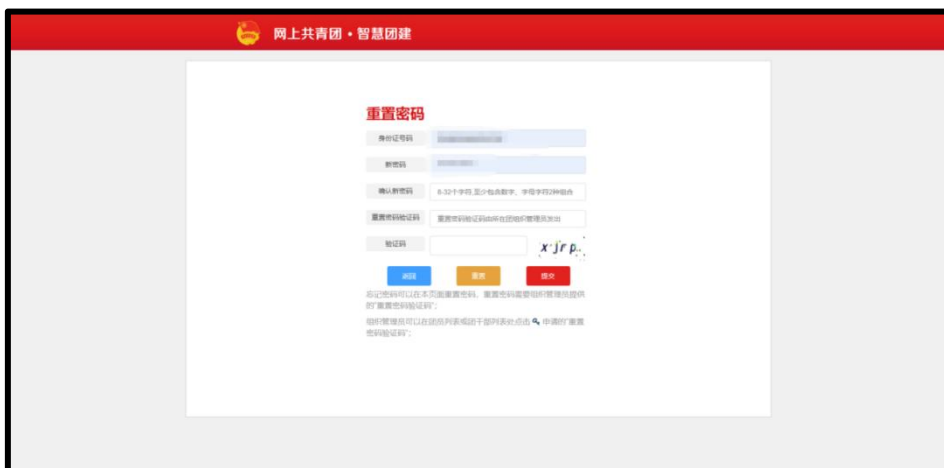 网上共青团·智慧团建
重置密码
身份证号码
新密码
确认新密码 8-32个字符,至少包含数字、字母字符2种组合
重置密码验证码 重置密码验证码由所在团组织管理员发出
验证码 xjrp
返回 重置 提交
忘记密码可以在本页面重置密码，重置密码需要组织管理员提供
的"重置密码验证码";
组织管理员可以在团员列表或团干部列表处点击 申请的"重置
密码验证码";